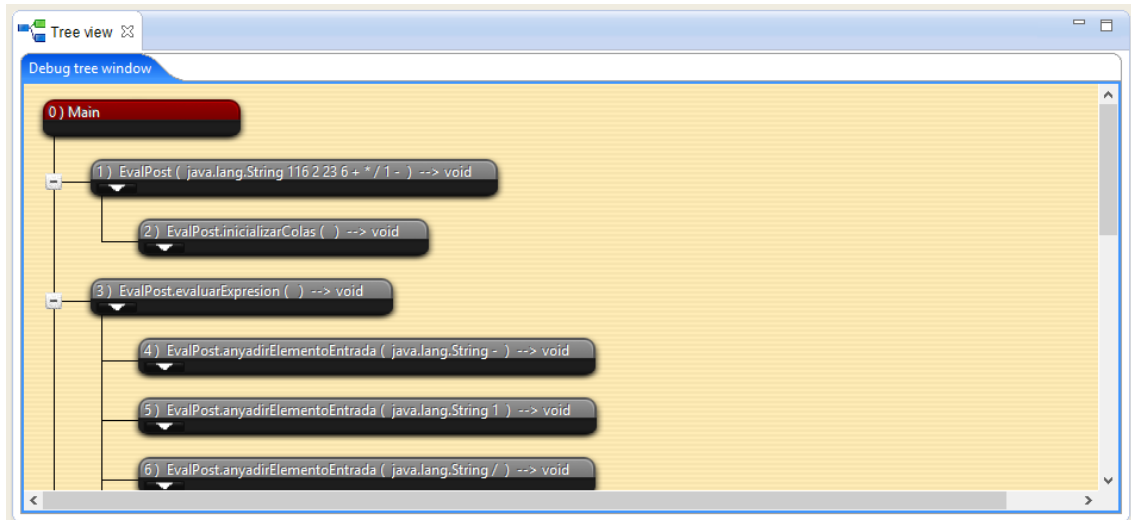 Tree view
Debug tree window
0 ) Main
1 ) EvalPost ( java.lang.String 116 2 23 6 + * / 1 - ) --> void
2 ) EvalPost.inicializarColas ( ) --> void
3 ) EvalPost.evaluarExpresion ( ) --> void
4 ) EvalPost.anyadirElementoEntrada ( java.lang.String - ) --> void
5 ) EvalPost.anyadirElementoEntrada ( java.lang.String 1 ) --> void
6 ) EvalPost.anyadirElementoEntrada ( java.lang.String / ) --> void